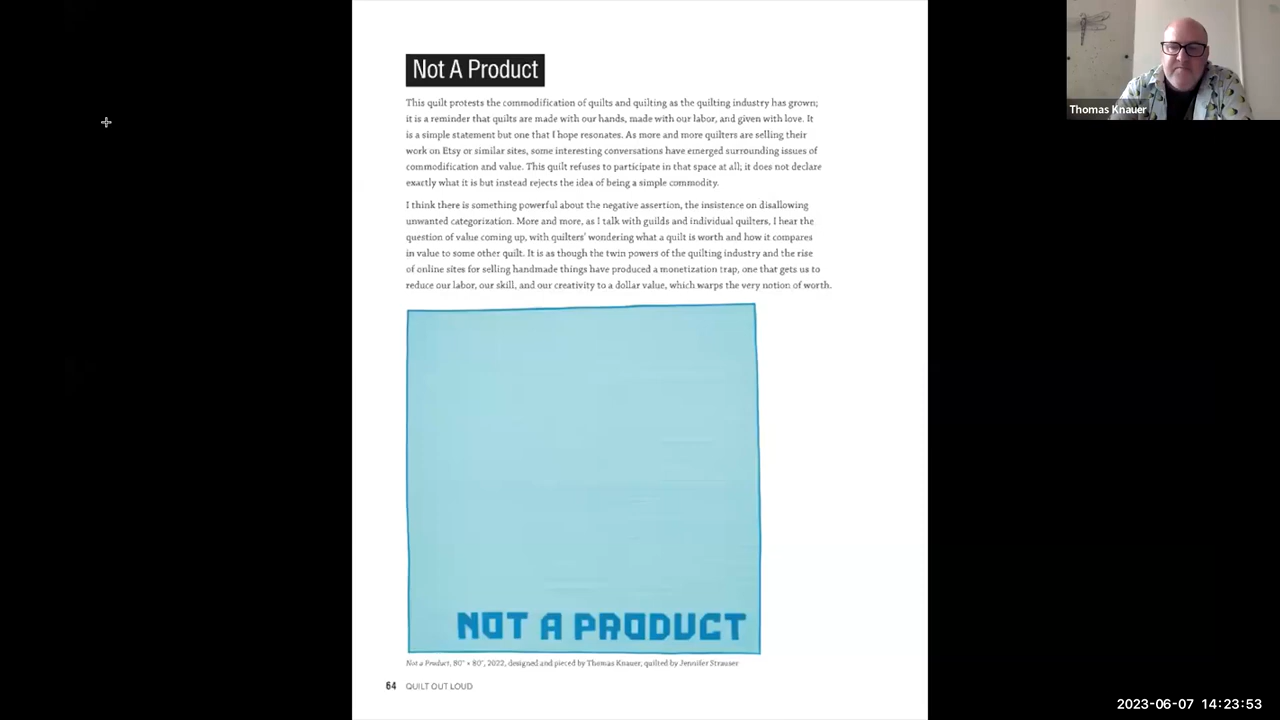 Not A Product
This quilt protests the commodification of quilts and quilting as the quilting industry has grown;
it is a reminder that quilts are made with our hands, made with our labor, and given with love. It
is a simple statement but one that I hope resonates. As more and more quilters are selling their
work on Etsy or similar sites, some interesting conversations have emerged surrounding issues of
commodification and value. This quilt refuses to participate in that space at all; it does not declare
exactly what it is but instead rejects the idea of being a simple commodity.
I think there is something powerful about the negative assertion, the insistence on disallowing
unwanted categorization. More and more, as I talk with guilds and individual quilters, I hear the
question of value coming up, with quilters' wondering what a quilt is worth and how it compares
in value to some other quilt. It is as though the twin powers of the quilting industry and the rise
of online sites for selling handmade things have produced a monetization trap, one that gets us to
reduce our labor, our skill, and our creativity to a dollar value, which warps the very notion of worth.
NOT A PRODUCT
Not a Product, 80" × 80", 2022, designed and pieced by Thomas Knauer, quilted by Jennifer Strauser
64 QUILT OUT LOUD
Thomas Knauer
2023-06-07 14:23:53